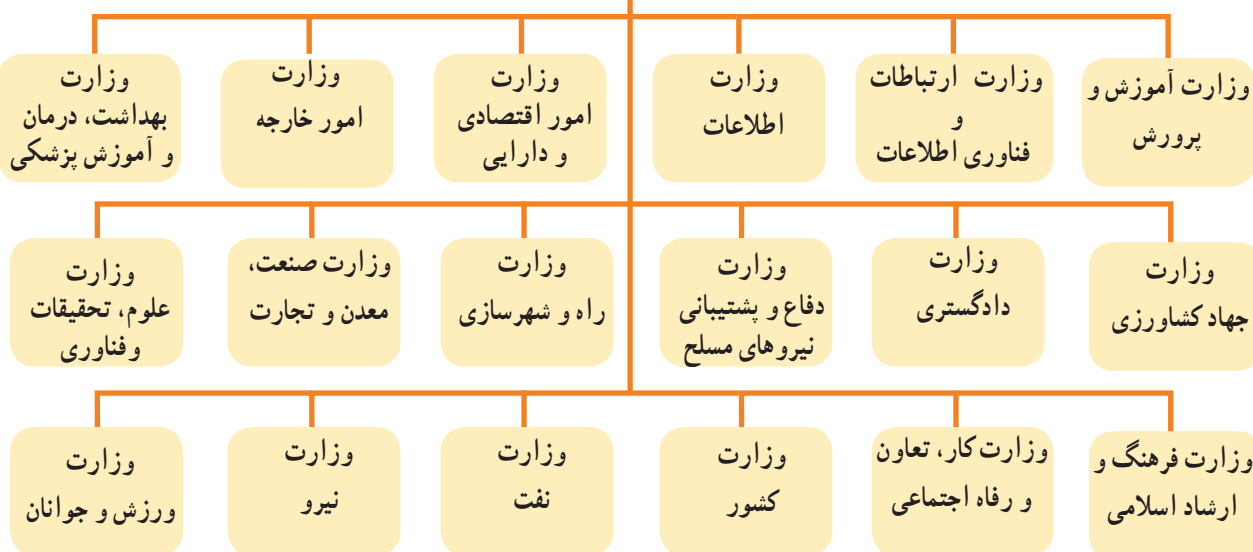 وزارت آموزش و
پرورش
وزارت ارتباطات
و
فناوری اطلاعات
وزارت
اطلاعات
وزارت
امور اقتصادی
و دارایی
وزارت
امور خارجه
وزارت
بهداشت، درمان
و آموزش پزشکی
وزارت
جهاد کشاورزی
وزارت
دادگستری
وزارت
دفاع و پشتیبانی
نیروهای مسلح
وزارت
راه و شهرسازی
وزارت صنعت،
معدن و تجارت
وزارت
علوم، تحقیقات
وفناوری
وزارت فرهنگ و
ارشاد اسلامی
وزارت کار، تعاون
و رفاه اجتماعی
وزارت
کشور
وزارت
نفت
وزارت
نیرو
وزارت
ورزش و جوانان